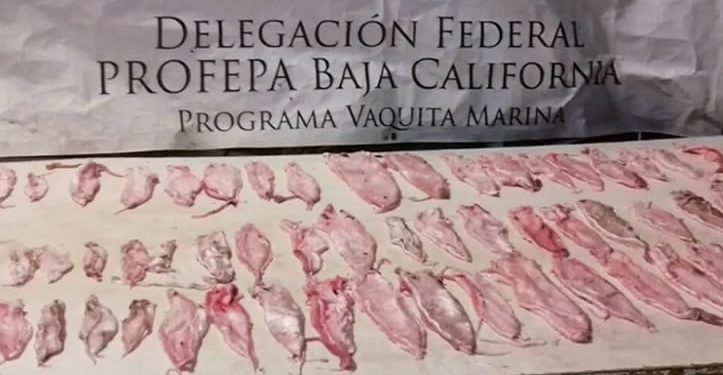 DELEGACIÓN FEDERAL
PROFEPA BAJA CALIFORNIA
PROGRAMA VAQUITA MARINA